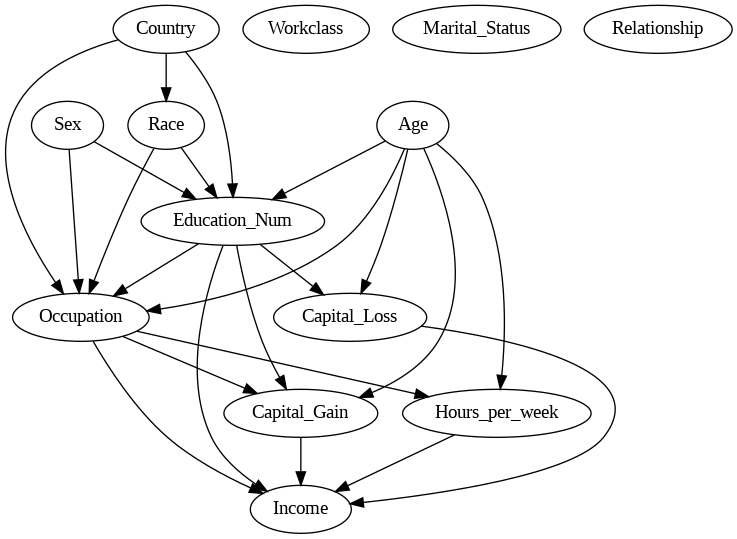 Country
Workclass
Marital_Status
Relationship
Sex
Race
Age
Education_Num
Occupation
Capital_Loss
Capital_Gain
Hours_per_week
Income